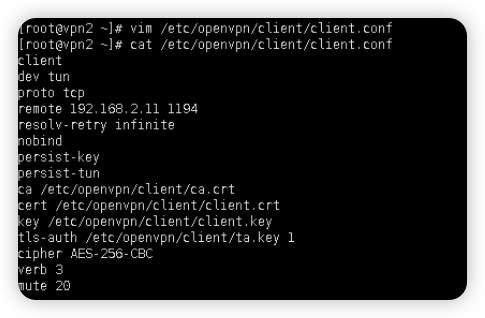 [root@vpn2 ~]# vim /etc/openvpn/client/client.conf
[root@vpn2 ~]# cat /etc/openvpn/client/client.conf
client
dev tun
proto tcp
remote 192.168.2.11 1194
resolv-retry infinite
nobind
persist-key
persist-tun
ca /etc/openvpn/client/ca.crt
cert /etc/openvpn/client/client.crt
key /etc/openvpn/client/client.key
tls-auth /etc/openvpn/client/ta.key 1
cipher AES-256-CBC
verb 3
mute 20